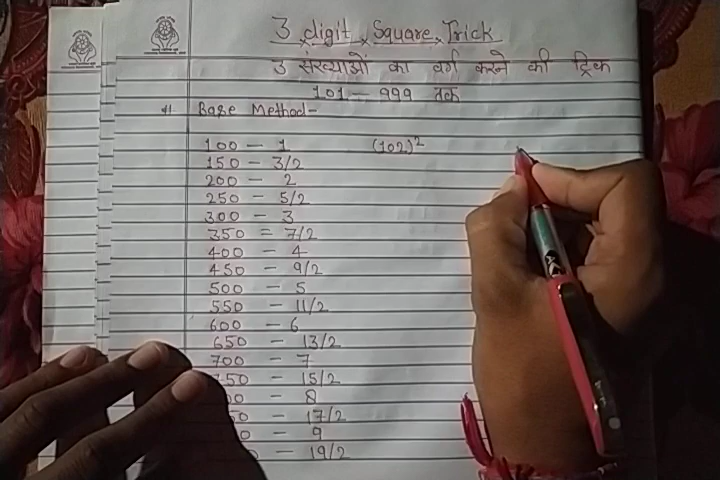 3 digit Square Trick
3 संख्याओं का वर्ग करने की ट्रिक
101 - 999 तक
# Base Method -
100 - 1 (102)²
150 - 3/2
200 - 2
250 - 5/2
300 - 3
350 = 7/2
400 - 4
450 - 9/2
500 - 5
550 - 11/2
600 - 6
650 - 13/2
700 - 7
- 15/2
- 8
- 17/2
- 9
- 19/2